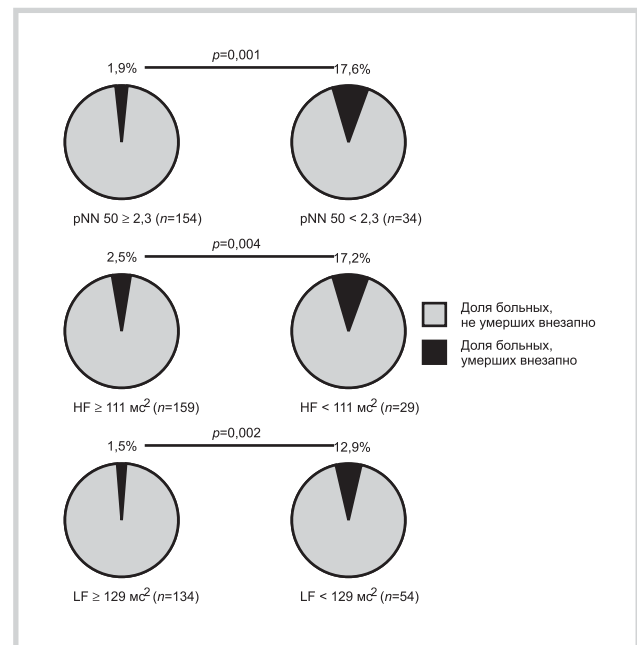 p=0,001
1,9% 17,6%
pNN 50 ≥ 2,3 (n=154) pNN 50 < 2,3 (n=34)
p=0,004
2,5% 17,2%
Доля больных,
не умерших внезапно
Доля больных,
умерших внезапно
HF ≥ 111 мс² (n=159) HF < 111 мс² (n=29)
p=0,002
1,5% 12,9%
LF ≥ 129 мс² (n=134) LF < 129 мс² (n=54)